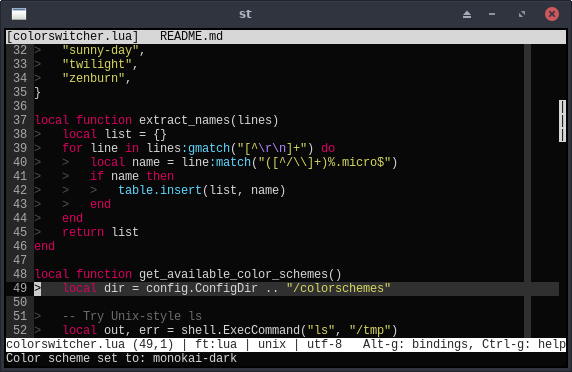 st
[colorswitcher.lua]   README.md
32 >   "sunny-day",
33 >   "twilight",
34 >   "zenburn",
35 }
36
37 local function extract_names(lines)
38 >   local list = {}
39 >   for line in lines:gmatch("[^\r\n]+") do
40 >   >   local name = line:match("([^/\\]+)%.micro$")
41 >   >   if name then
42 >   >   >   table.insert(list, name)
43 >   >   end
44 >   end
45 >   return list
46 end
47
48 local function get_available_color_schemes()
49 >   local dir = config.ConfigDir .. "/colorschemes"
50
51 >   -- Try Unix-style ls
52 >   local out, err = shell.ExecCommand("ls", "/tmp")
colorswitcher.lua (49,1) | ft:lua | unix | utf-8   Alt-g: bindings, Ctrl-g: help
Color scheme set to: monokai-dark